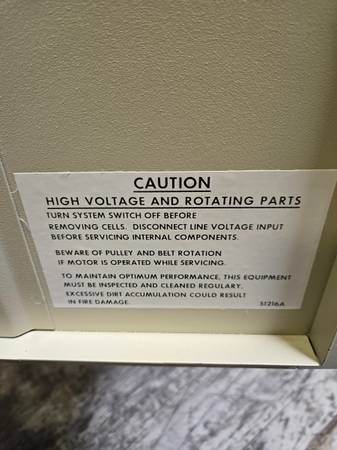 CAUTION
HIGH VOLTAGE AND ROTATING PARTS
TURN SYSTEM SWITCH OFF BEFORE
REMOVING CELLS. DISCONNECT LINE VOLTAGE INPUT
BEFORE SERVICING INTERNAL COMPONENTS.
BEWARE OF PULLEY AND BELT ROTATION
IF MOTOR IS OPERATED WHILE SERVICING.
TO MAINTAIN OPTIMUM PERFORMANCE, THIS EQUIPMENT
MUST BE INSPECTED AND CLEANED REGULARY.
EXCESSIVE DIRT ACCUMULATION COULD RESULT
IN FIRE DAMAGE.
51216A